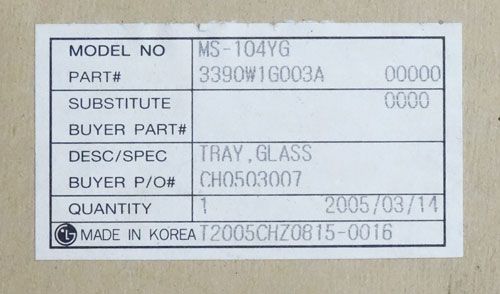 MODEL NO MS-104YG
PART# 3390W1G003A 00000
SUBSTITUTE 0000
BUYER PART#
DESC/SPEC TRAY,GLASS
BUYER P/O# CH0503007
QUANTITY 1 2005/03/14
LG MADE IN KOREA T2005CHZ0815-0016